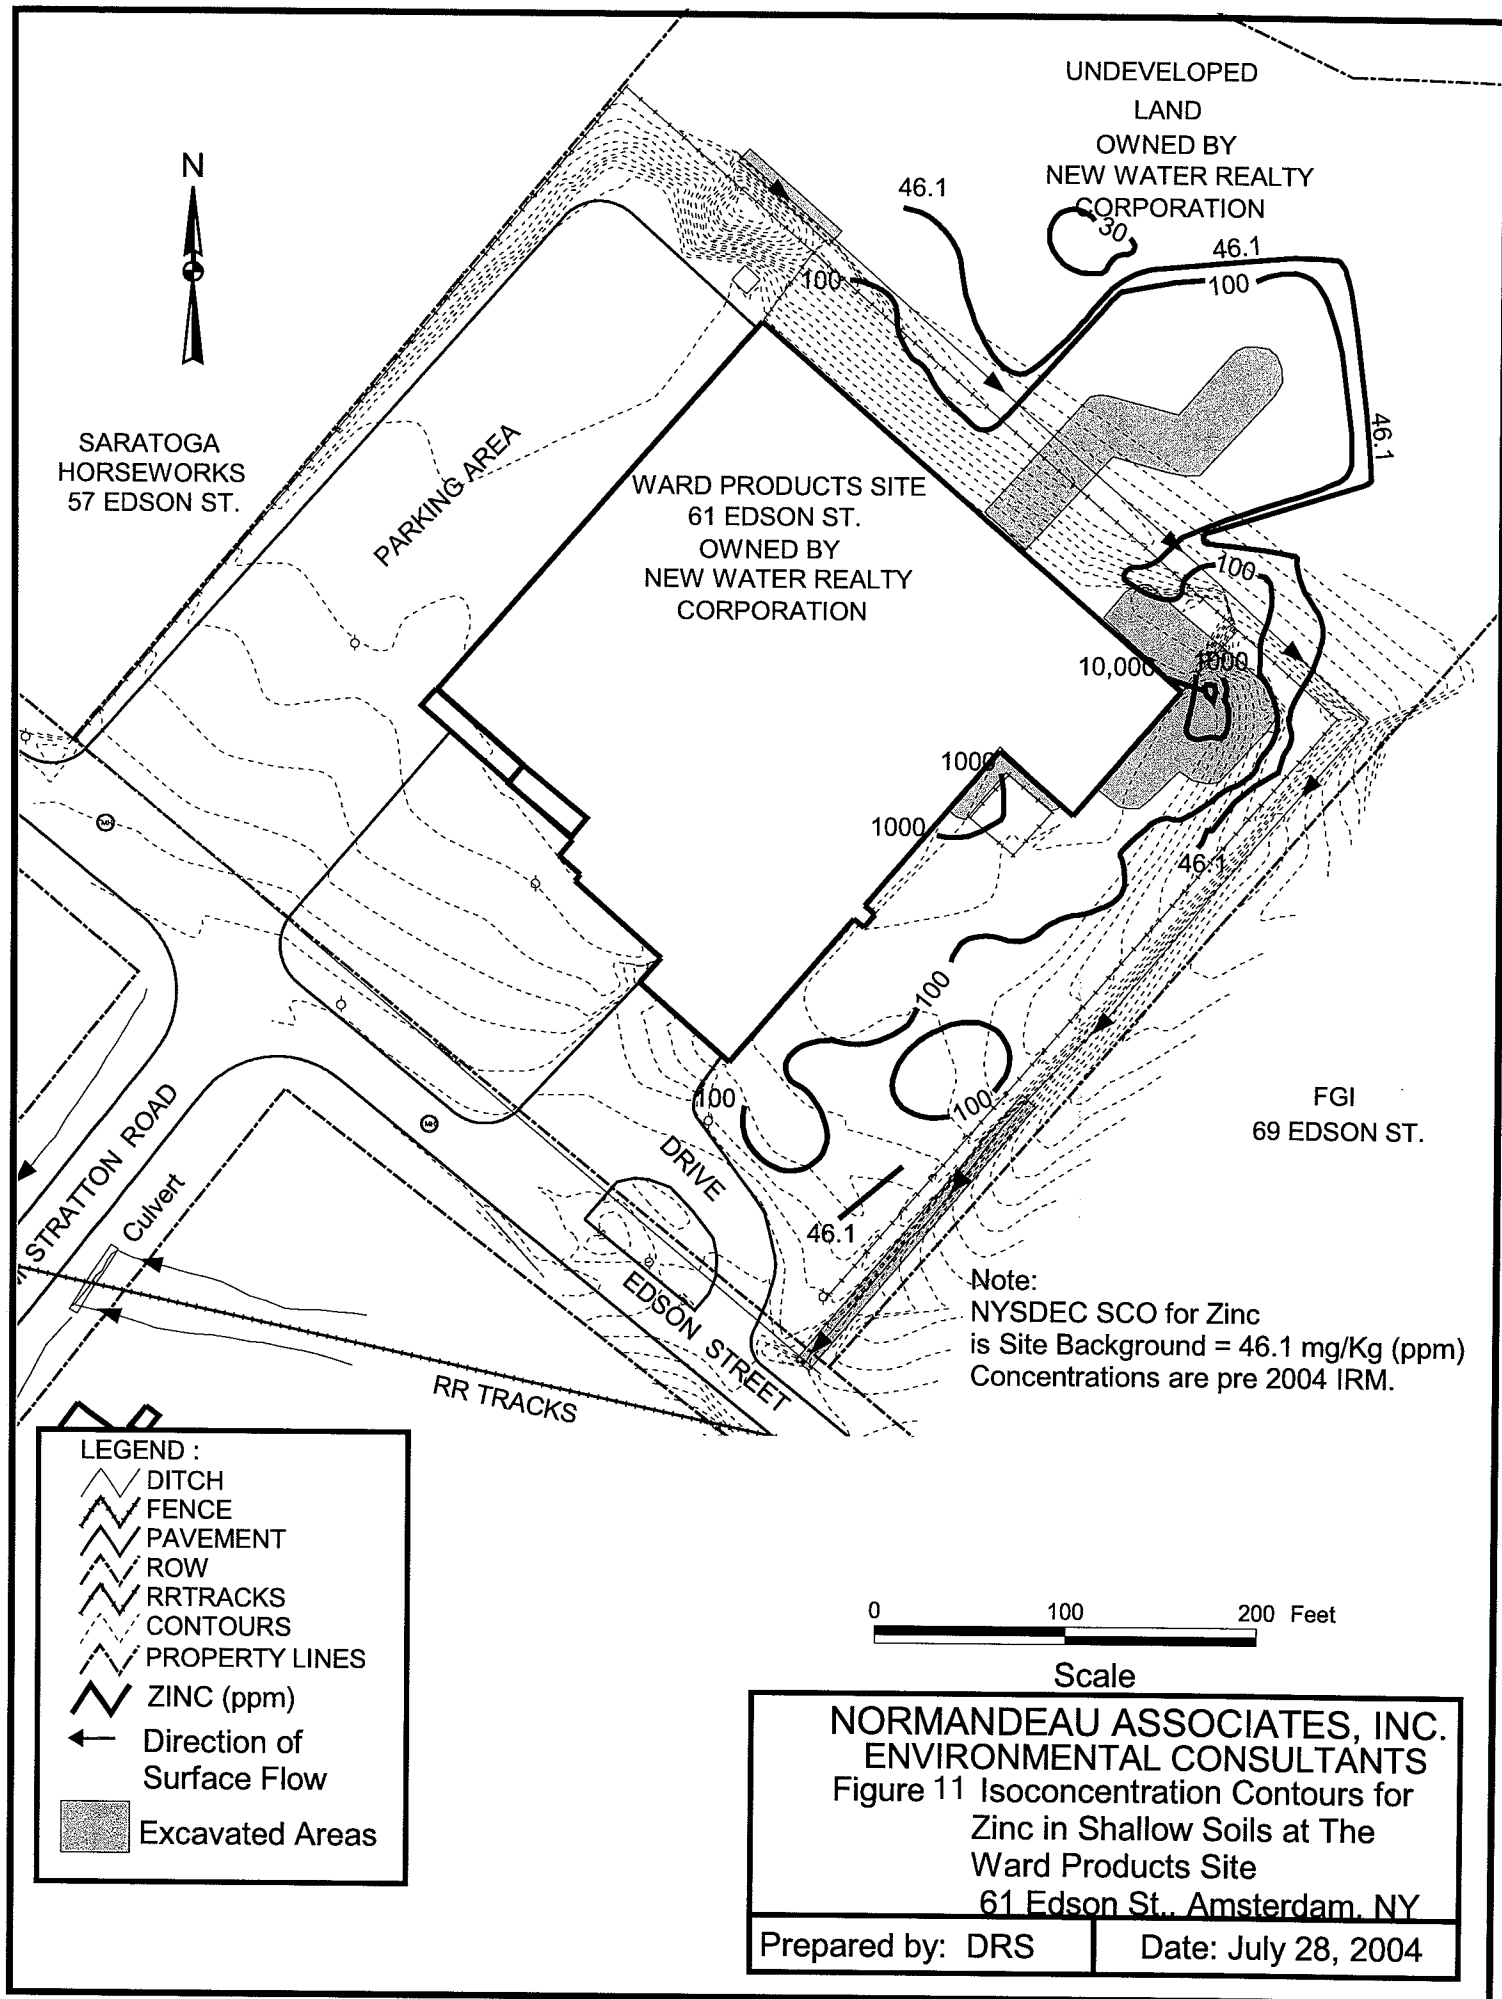 UNDEVELOPED
LAND
OWNED BY
NEW WATER REALTY
CORPORATION
N
46.1
30
46.1
100
100
46.1
SARATOGA
HORSEWORKS
57 EDSON ST.
PARKING AREA
WARD PRODUCTS SITE
61 EDSON ST.
OWNED BY
NEW WATER REALTY
CORPORATION
100
10,000
1000
1000
1000
46.1
MH
100
100
100
MH
FGI
69 EDSON ST.
DRIVE
46.1
STRATTON ROAD
Culvert
EDSON STREET
RR TRACKS
Note:
NYSDEC SCO for Zinc
is Site Background = 46.1 mg/Kg (ppm)
Concentrations are pre 2004 IRM.
LEGEND :
DITCH
FENCE
PAVEMENT
ROW
RRTRACKS
CONTOURS
PROPERTY LINES
ZINC (ppm)
Direction of
Surface Flow
Excavated Areas
0 100 200 Feet
Scale
NORMANDEAU ASSOCIATES, INC.
ENVIRONMENTAL CONSULTANTS
Figure 11 Isoconcentration Contours for
Zinc in Shallow Soils at The
Ward Products Site
61 Edson St., Amsterdam, NY
Prepared by: DRS
Date: July 28, 2004